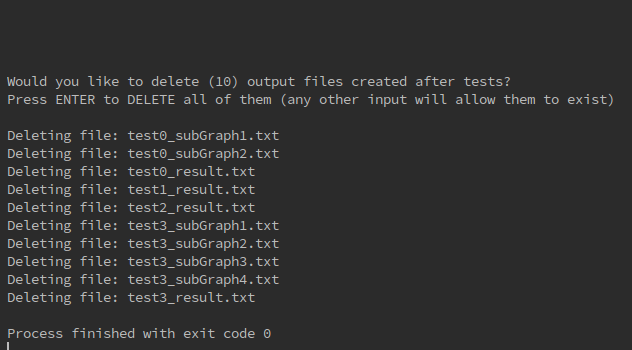 Would you like to delete (10) output files created after tests?
Press ENTER to DELETE all of them (any other input will allow them to exist)
Deleting file: test0_subGraph1.txt
Deleting file: test0_subGraph2.txt
Deleting file: test0_result.txt
Deleting file: test1_result.txt
Deleting file: test2_result.txt
Deleting file: test3_subGraph1.txt
Deleting file: test3_subGraph2.txt
Deleting file: test3_subGraph3.txt
Deleting file: test3_subGraph4.txt
Deleting file: test3_result.txt
Process finished with exit code 0